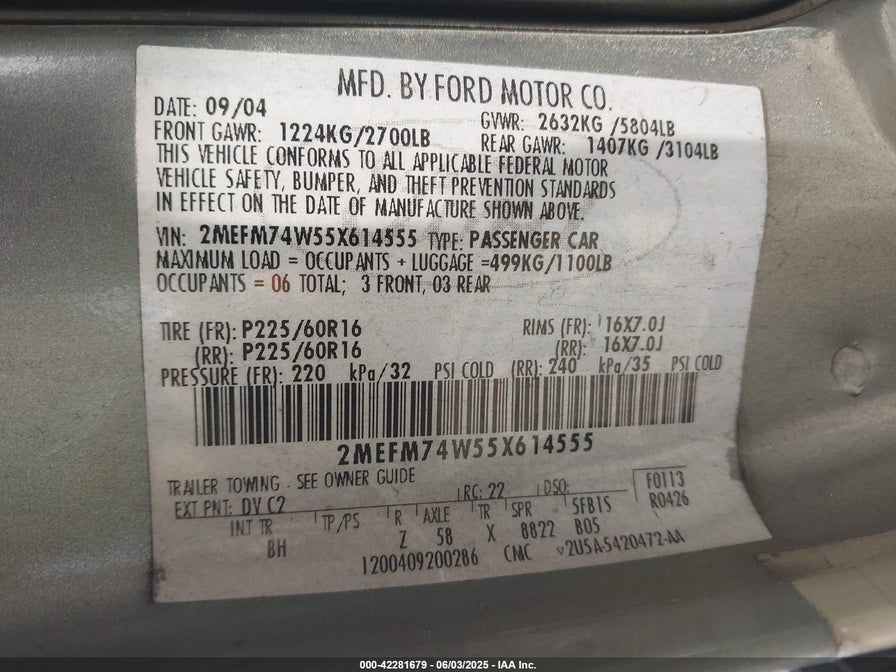 MFD. BY FORD MOTOR CO.
DATE: 09/04 GVWR: 2632KG /5804LB
FRONT GAWR: 1224KG/2700LB REAR GAWR: 1407KG /3104LB
THIS VEHICLE CONFORMS TO ALL APPLICABLE FEDERAL MOTOR
VEHICLE SAFETY, BUMPER, AND THEFT PREVENTION STANDARDS
IN EFFECT ON THE DATE OF MANUFACTURE SHOWN ABOVE.
VIN: 2MEFM74W55X614555 TYPE: PASSENGER CAR
MAXIMUM LOAD = OCCUPANTS + LUGGAGE =499KG/1100LB
OCCUPANTS = 06 TOTAL; 3 FRONT, 03 REAR
TIRE (FR): P225/60R16 RIMS (FR): 16X7.0J
(RR): P225/60R16 (RR): 16X7.0J
PRESSURE (FR): 220 kPa/32 PSI COLD (RR): 240 kPa/35 PSI COLD
2MEFM74W55X614555
TRAILER TOWING - SEE OWNER GUIDE
EXT PNT: DV C2 RC: 22 DSO: F0113
INT TR TP/PS R AXLE TR SPR 5FB15 R0426
BH Z 58 X 8822 B05
1200409200286 CMC ▽2U5A-5420472-AA
000-42281679 - 06/03/2025 - IAA Inc.